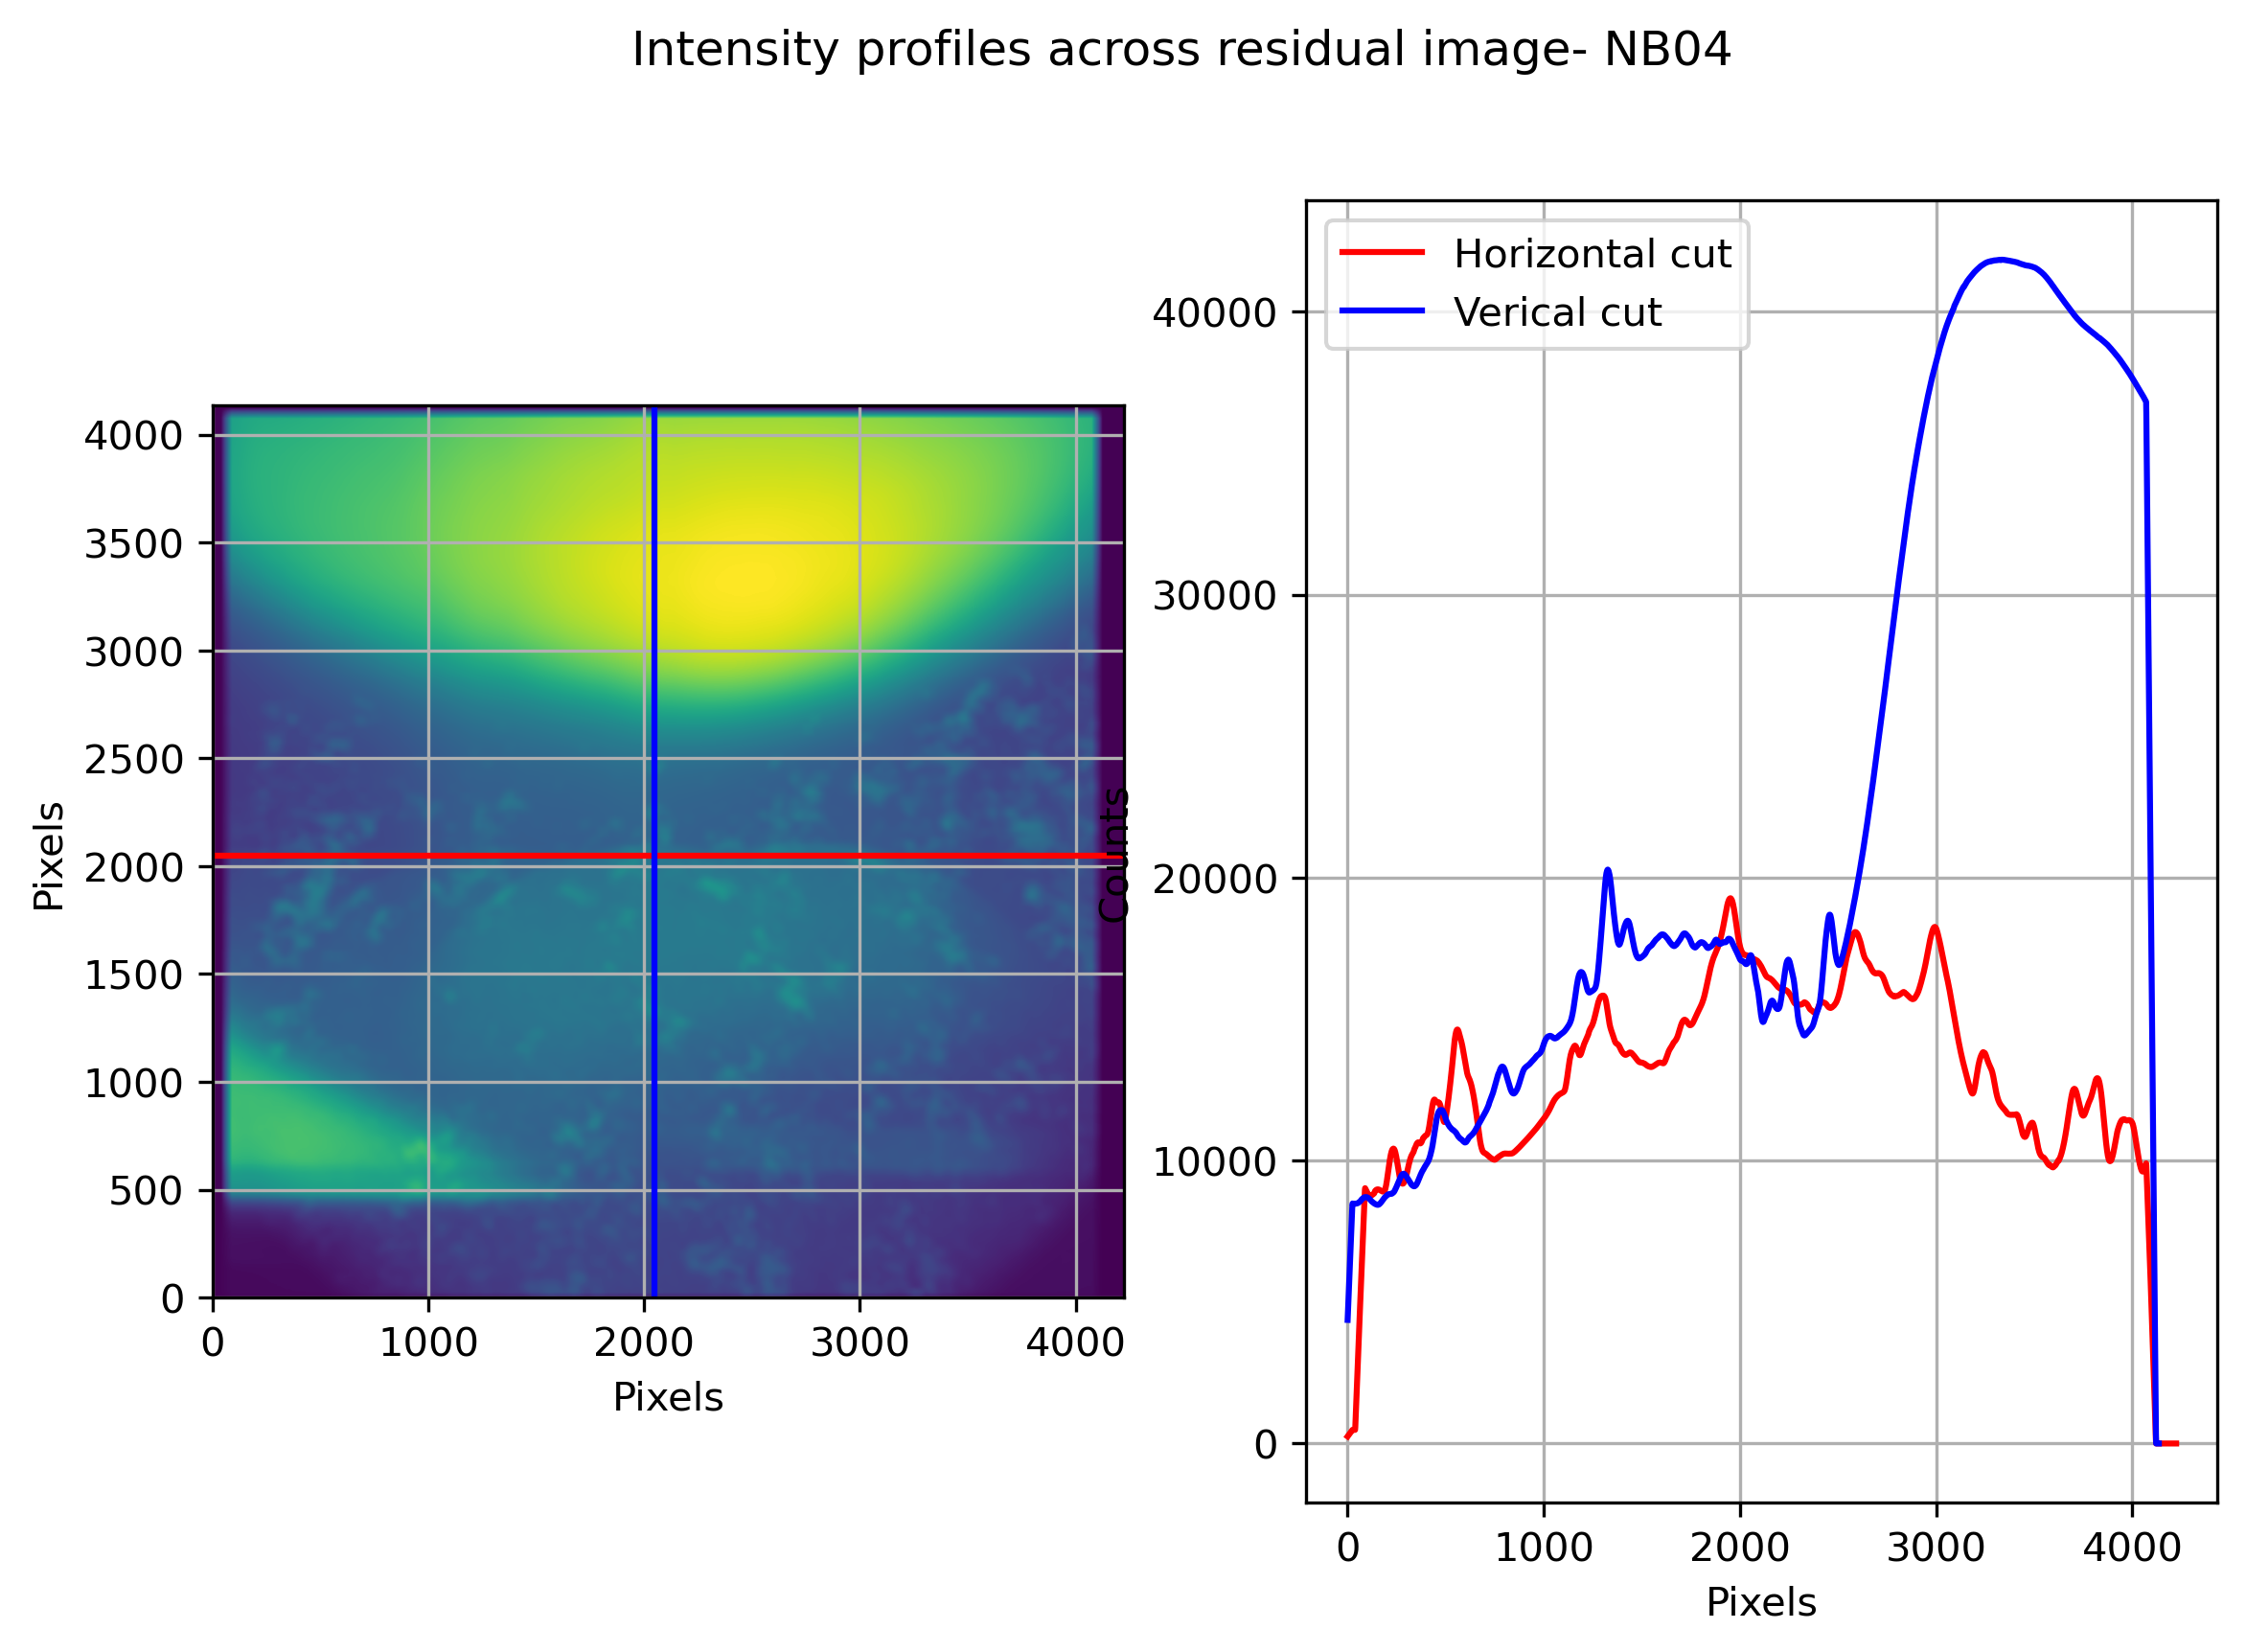 Intensity profiles across residual image- NB04
4000
3500
3000
2500
2000
1500
1000
500
0
Pixels
0 1000 2000 3000 4000
Pixels
Horizontal cut
Verical cut
40000
30000
20000
10000
0
Counts
0 1000 2000 3000 4000
Pixels